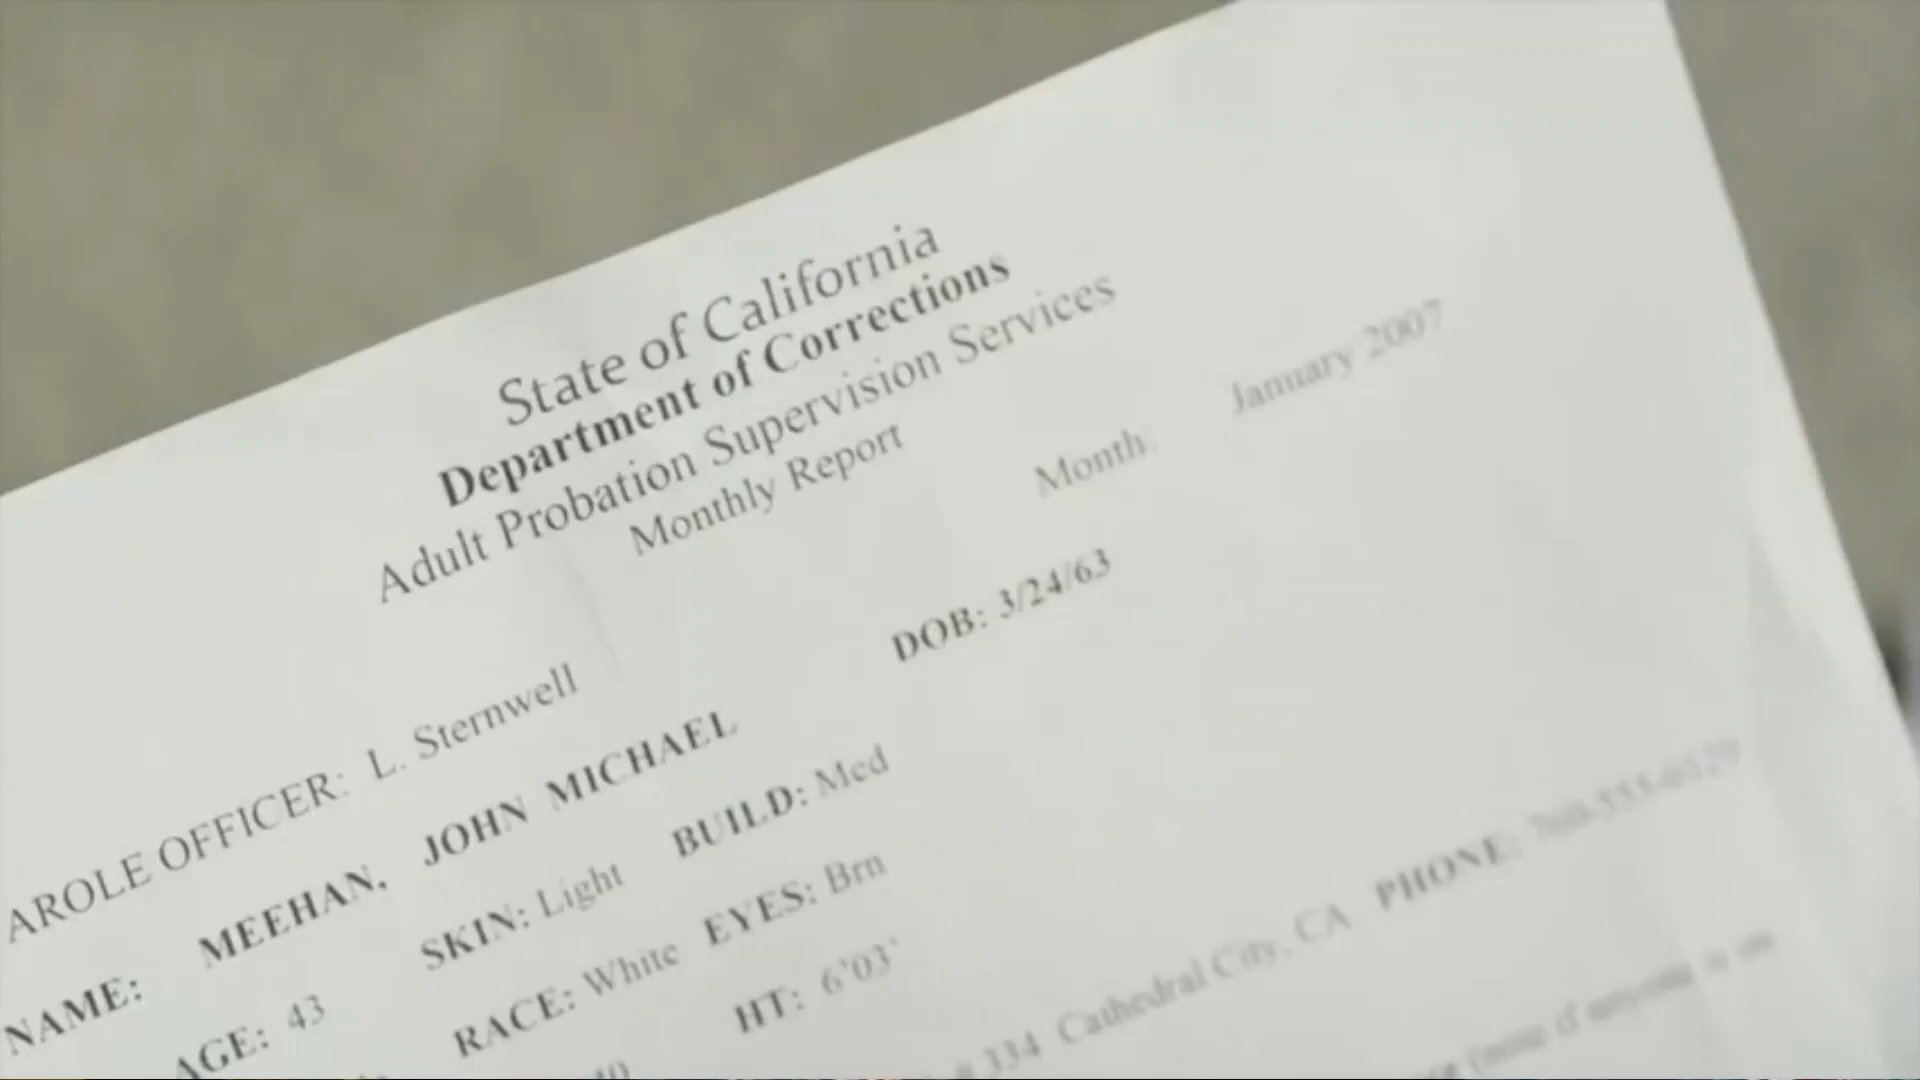 State of California
Department of Corrections
Adult Probation Supervision Services
Monthly Report
Month: January 2007
AROLE OFFICER: L. Sternwell
NAME: MEEHAN, JOHN MICHAEL DOB: 3/24/63
AGE: 43 SKIN: Light BUILD: Med
RACE: White EYES: Brn
HT: 6'03'
334 Cathedral City, CA PHONE: